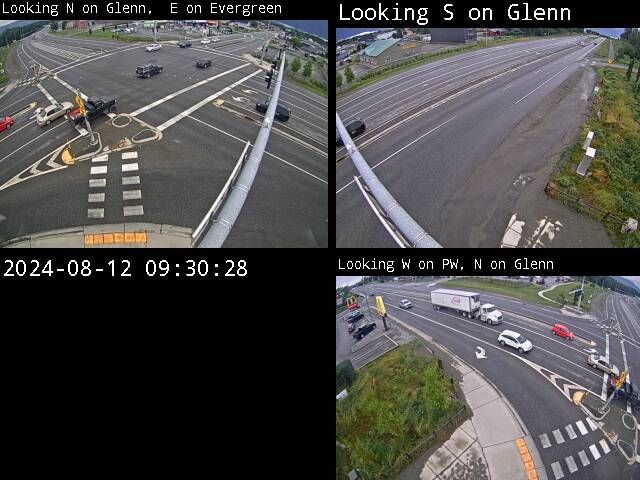 Looking N on Glenn,  E on Evergreen
Looking S on Glenn
2024-08-12 09:30:28
Looking W on PW, N on Glenn